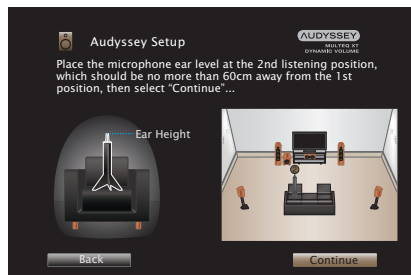 Audyssey Setup
AUDYSSEY
MULTEQ XT
DYNAMIC VOLUME
Place the microphone ear level at the 2nd listening position,
which should be no more than 60cm away from the 1st
position, then select “Continue”...
Ear Height
Back
Continue